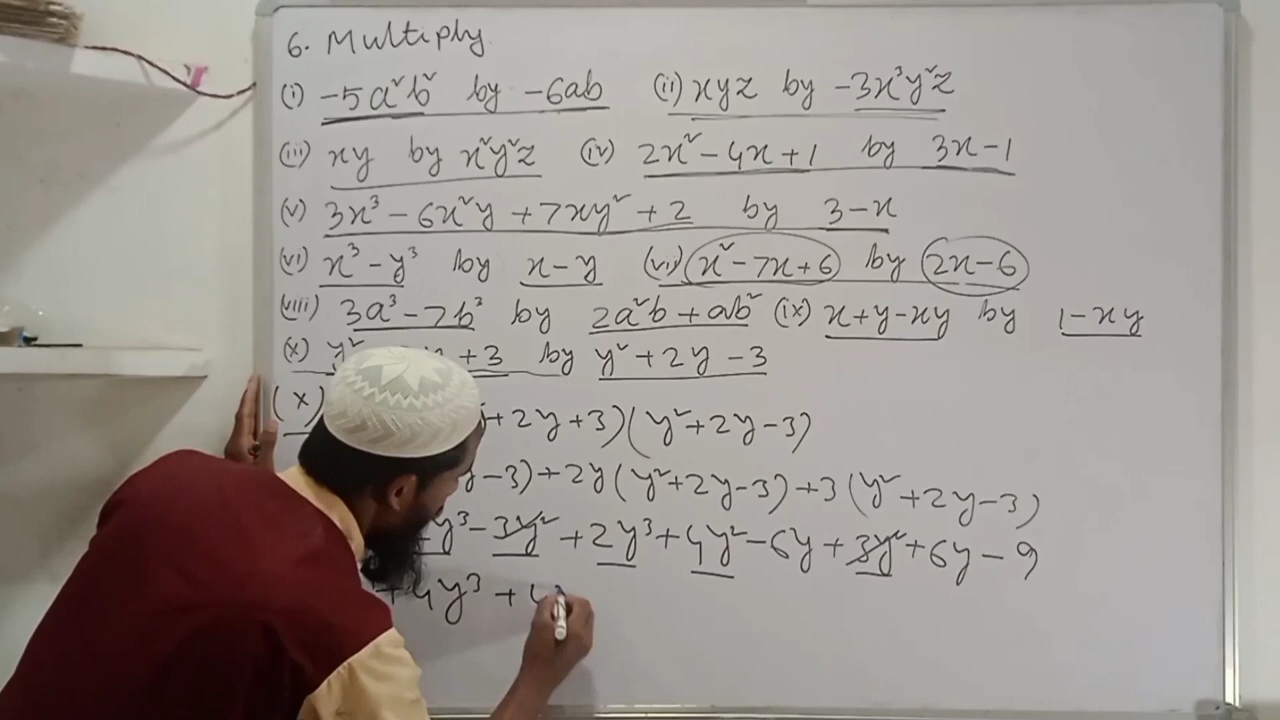 6. Multiply
(i) -5a²b² by -6ab (ii) xyz by -3x³y²z
(iii) xy by x²y²z (iv) 2x² - 4x + 1 by 3x - 1
(v) 3x³ - 6x²y + 7xy² + 2 by 3 - x
(vi) x³ - y³ by x - y (vii) x² - 7x + 6 by 2x - 6
(viii) 3a³ - 7b³ by 2a²b + ab² (ix) x + y - xy by 1 - xy
(x) y² + 3 by y² + 2y - 3
(x) + 2y + 3)(y² + 2y - 3)
y - 3) + 2y(y² + 2y - 3) + 3(y² + 2y - 3)
y³ - 3y² + 2y³ + 4y² - 6y + 3y² + 6y - 9
+ 4y³ + 4